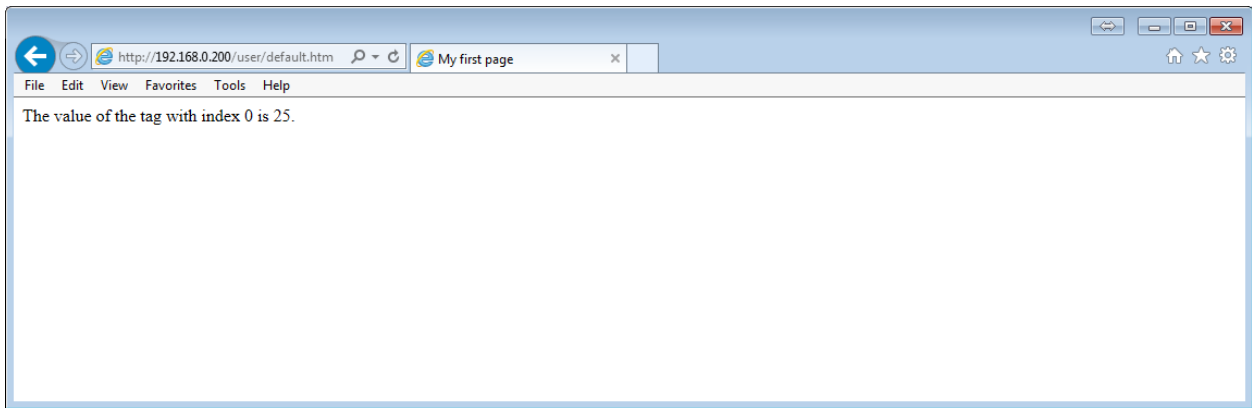 http://192.168.0.200/user/default.htm
My first page
File Edit View Favorites Tools Help
The value of the tag with index 0 is 25.